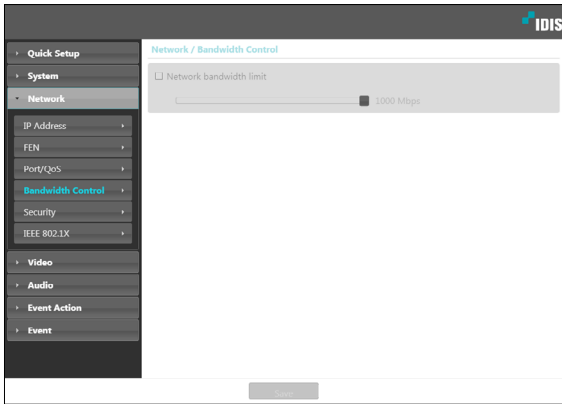 IDIS
Quick Setup
System
Network
IP Address
FEN
Port/QoS
Bandwidth Control
Security
IEEE 802.1X
Video
Audio
Event Action
Event
Network / Bandwidth Control
Network bandwidth limit
1000 Mbps
Save